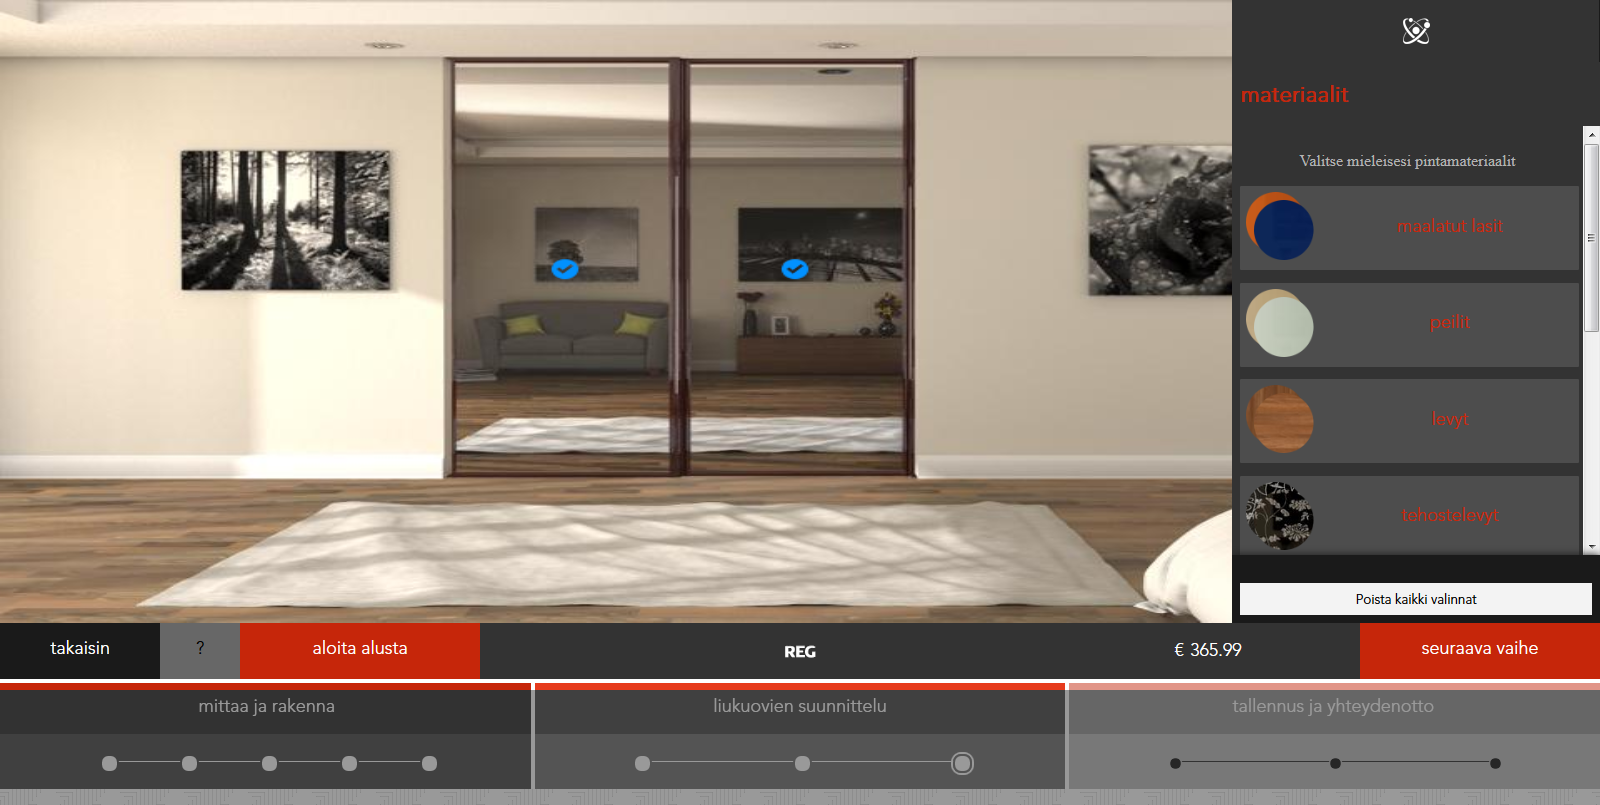 materiaalit
Valitse mieleisesi pintamateriaalit
maalatut lasit
peilit
levyt
tehostelevyt
Poista kaikki valinnat
takaisin
?
aloita alusta
REG
€ 365.99
seuraava vaihe
mittaa ja rakenna
liukuovien suunnittelu
tallennus ja yhteydenotto